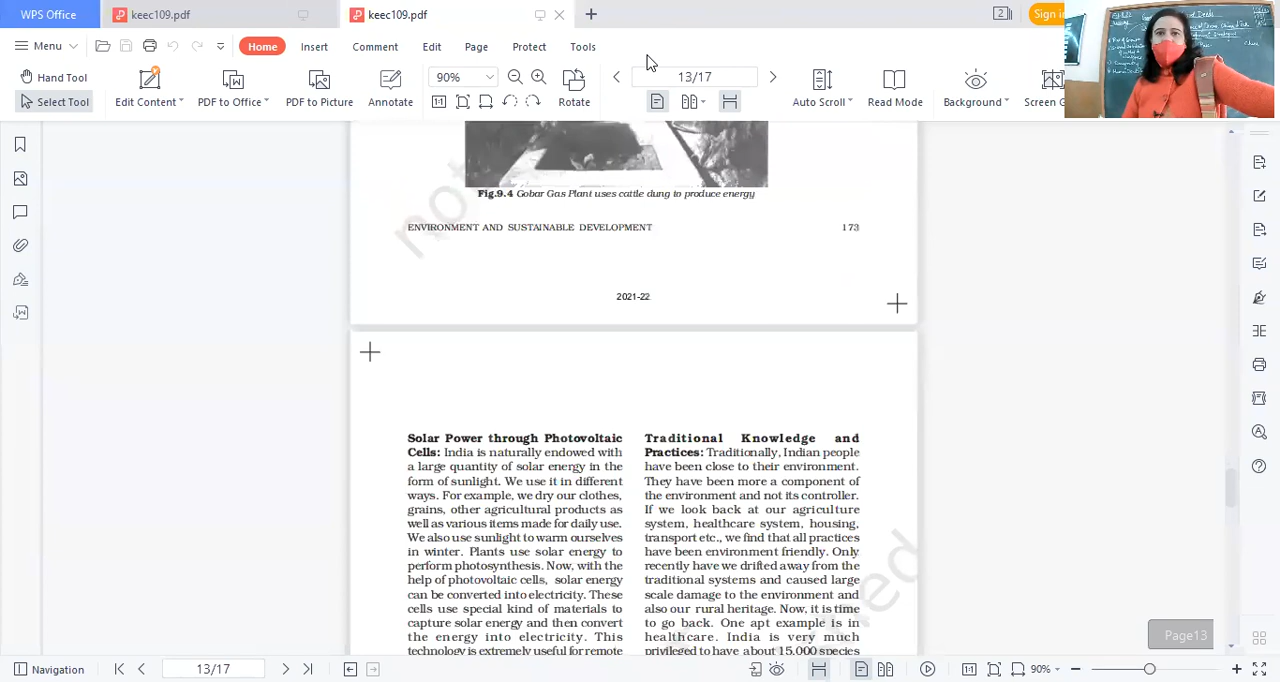 WPS Office
keec109.pdf
keec109.pdf
2
Sign in
Menu
Home
Insert
Comment
Edit
Page
Protect
Tools
Hand Tool
Select Tool
Edit Content
PDF to Office
PDF to Picture
Annotate
90%
Rotate
13/17
Auto Scroll
Read Mode
Background
Screen G
Fig.9.4 Gobar Gas Plant uses cattle dung to produce energy
not
ENVIRONMENT AND SUSTAINABLE DEVELOPMENT
173
2021-22
Solar Power through Photovoltaic
Cells: India is naturally endowed with
a large quantity of solar energy in the
form of sunlight. We use it in different
ways. For example, we dry our clothes,
grains, other agricultural products as
well as various items made for daily use.
We also use sunlight to warm ourselves
in winter. Plants use solar energy to
perform photosynthesis. Now, with the
help of photovoltaic cells, solar energy
can be converted into electricity. These
cells use special kind of materials to
capture solar energy and then convert
the energy into electricity. This
technology is extremely useful for remote
Traditional Knowledge and
Practices: Traditionally, Indian people
have been close to their environment.
They have been more a component of
the environment and not its controller.
If we look back at our agriculture
system, healthcare system, housing,
transport etc., we find that all practices
have been environment friendly. Only
recently have we drifted away from the
traditional systems and caused large
scale damage to the environment and
also our rural heritage. Now, it is time
to go back. One apt example is in
healthcare. India is very much
privileged to have about 15,000 species
Page13
Navigation
13/17
90%